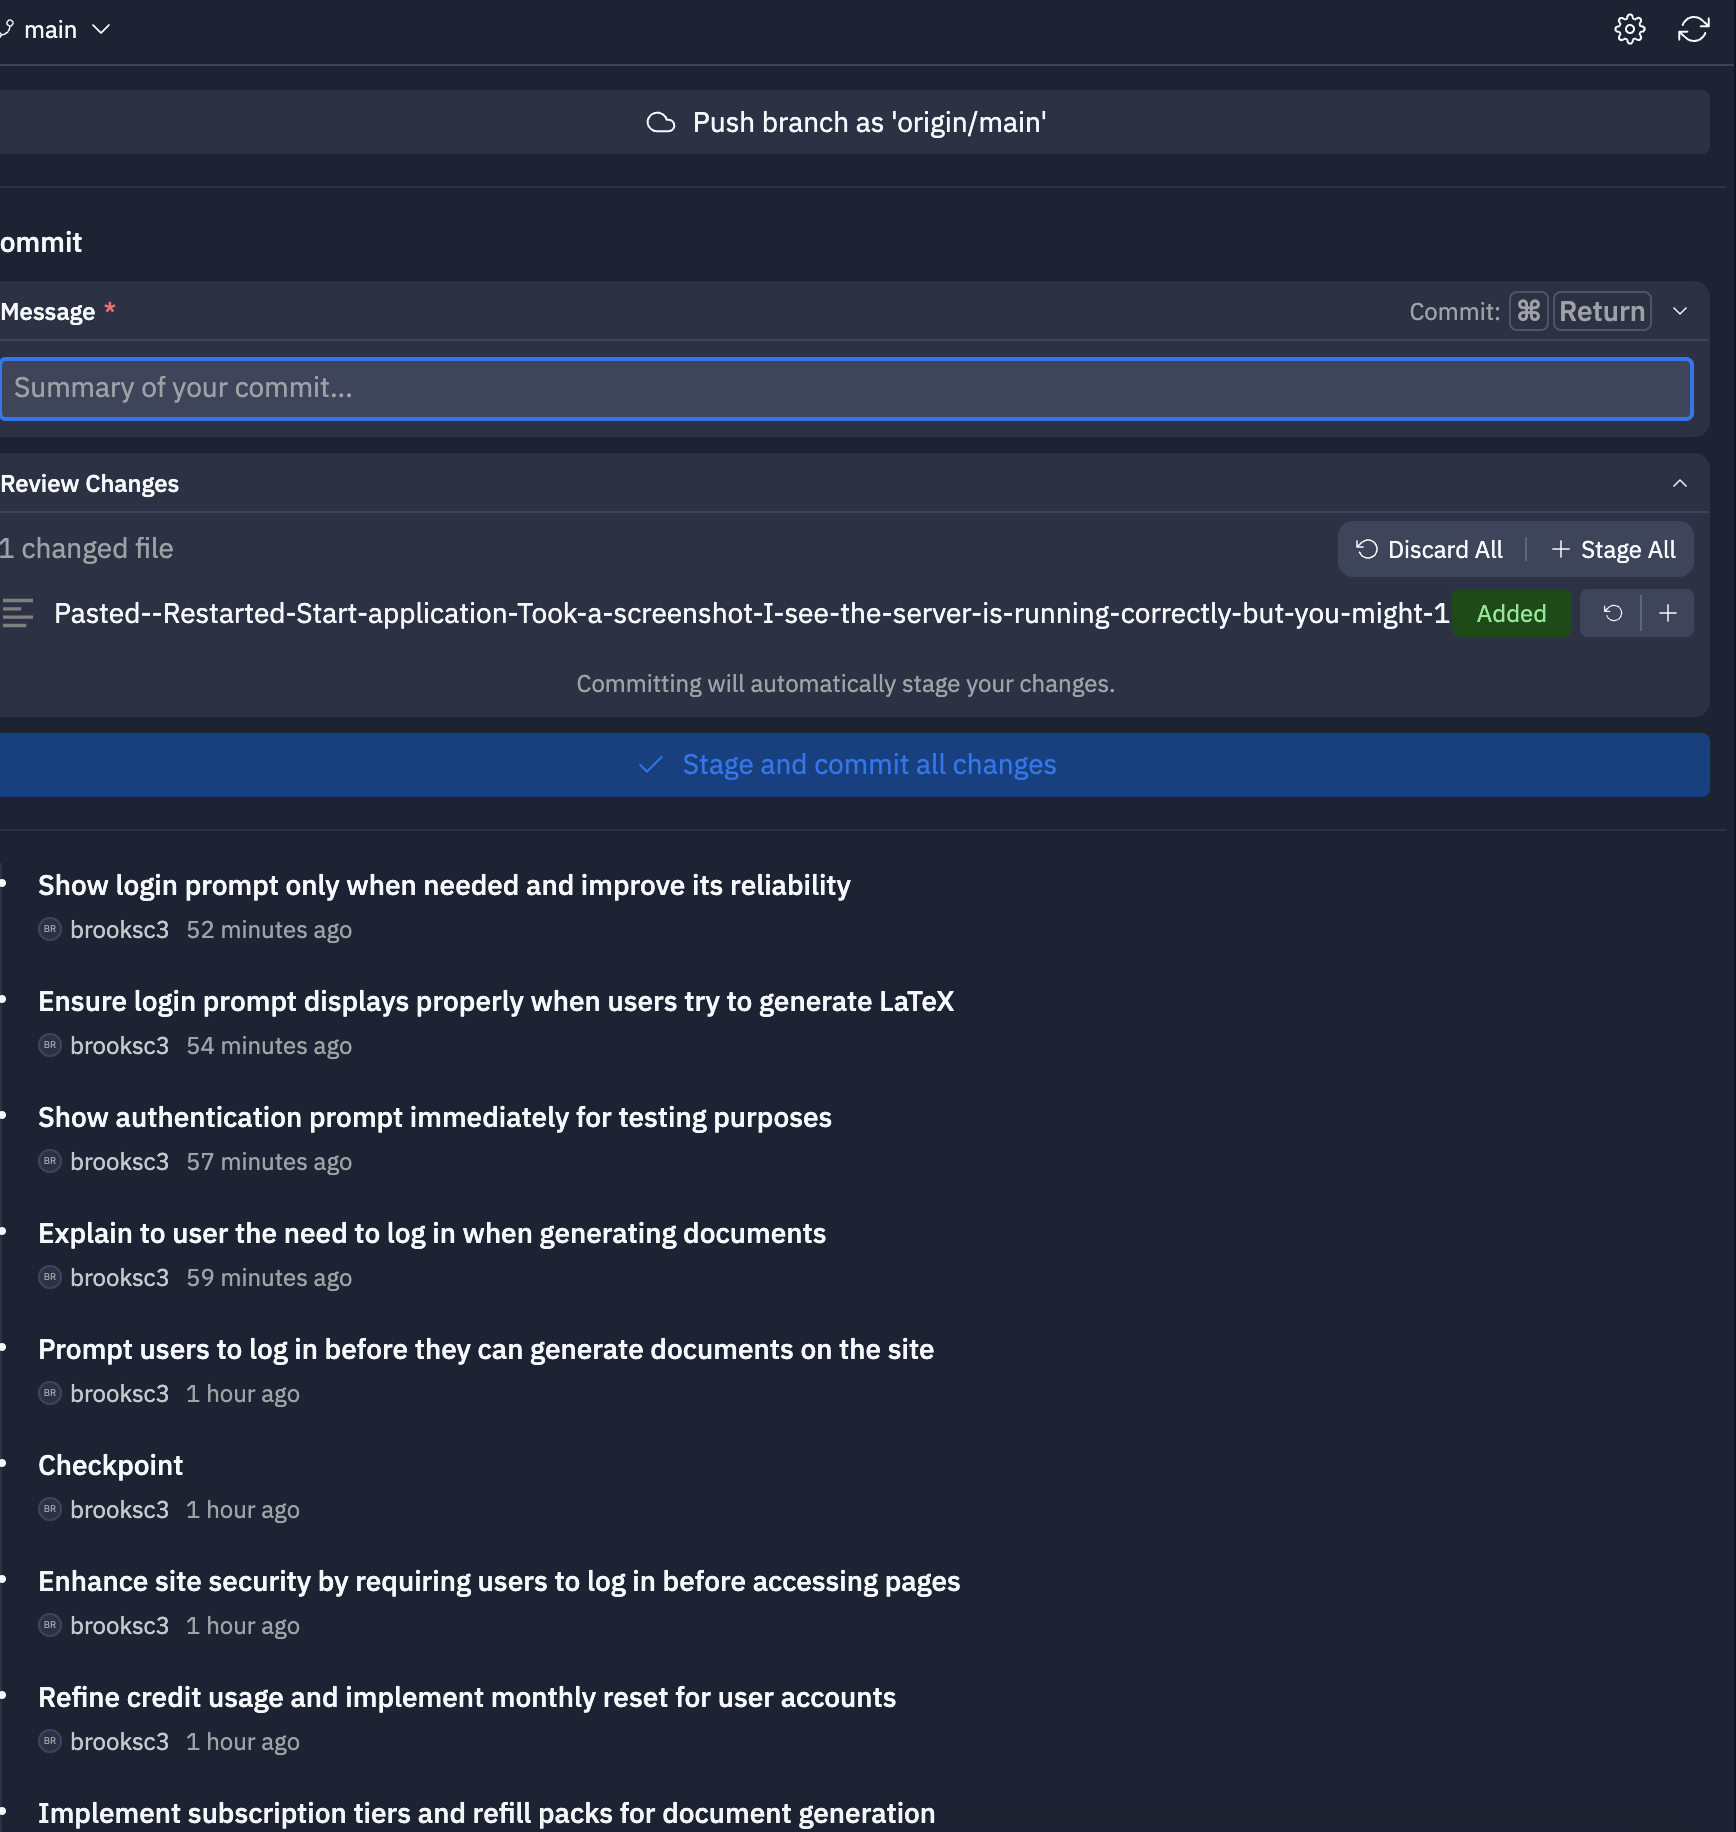 main
Push branch as 'origin/main'
ommit
Message *
Commit: ⌘ Return
Summary of your commit...
Review Changes
1 changed file
Discard All
Stage All
Pasted--Restarted-Start-application-Took-a-screenshot-I-see-the-server-is-running-correctly-but-you-might-1 Added
Committing will automatically stage your changes.
Stage and commit all changes
Show login prompt only when needed and improve its reliability
BR brooksc3 52 minutes ago
Ensure login prompt displays properly when users try to generate LaTeX
BR brooksc3 54 minutes ago
Show authentication prompt immediately for testing purposes
BR brooksc3 57 minutes ago
Explain to user the need to log in when generating documents
BR brooksc3 59 minutes ago
Prompt users to log in before they can generate documents on the site
BR brooksc3 1 hour ago
Checkpoint
BR brooksc3 1 hour ago
Enhance site security by requiring users to log in before accessing pages
BR brooksc3 1 hour ago
Refine credit usage and implement monthly reset for user accounts
BR brooksc3 1 hour ago
Implement subscription tiers and refill packs for document generation